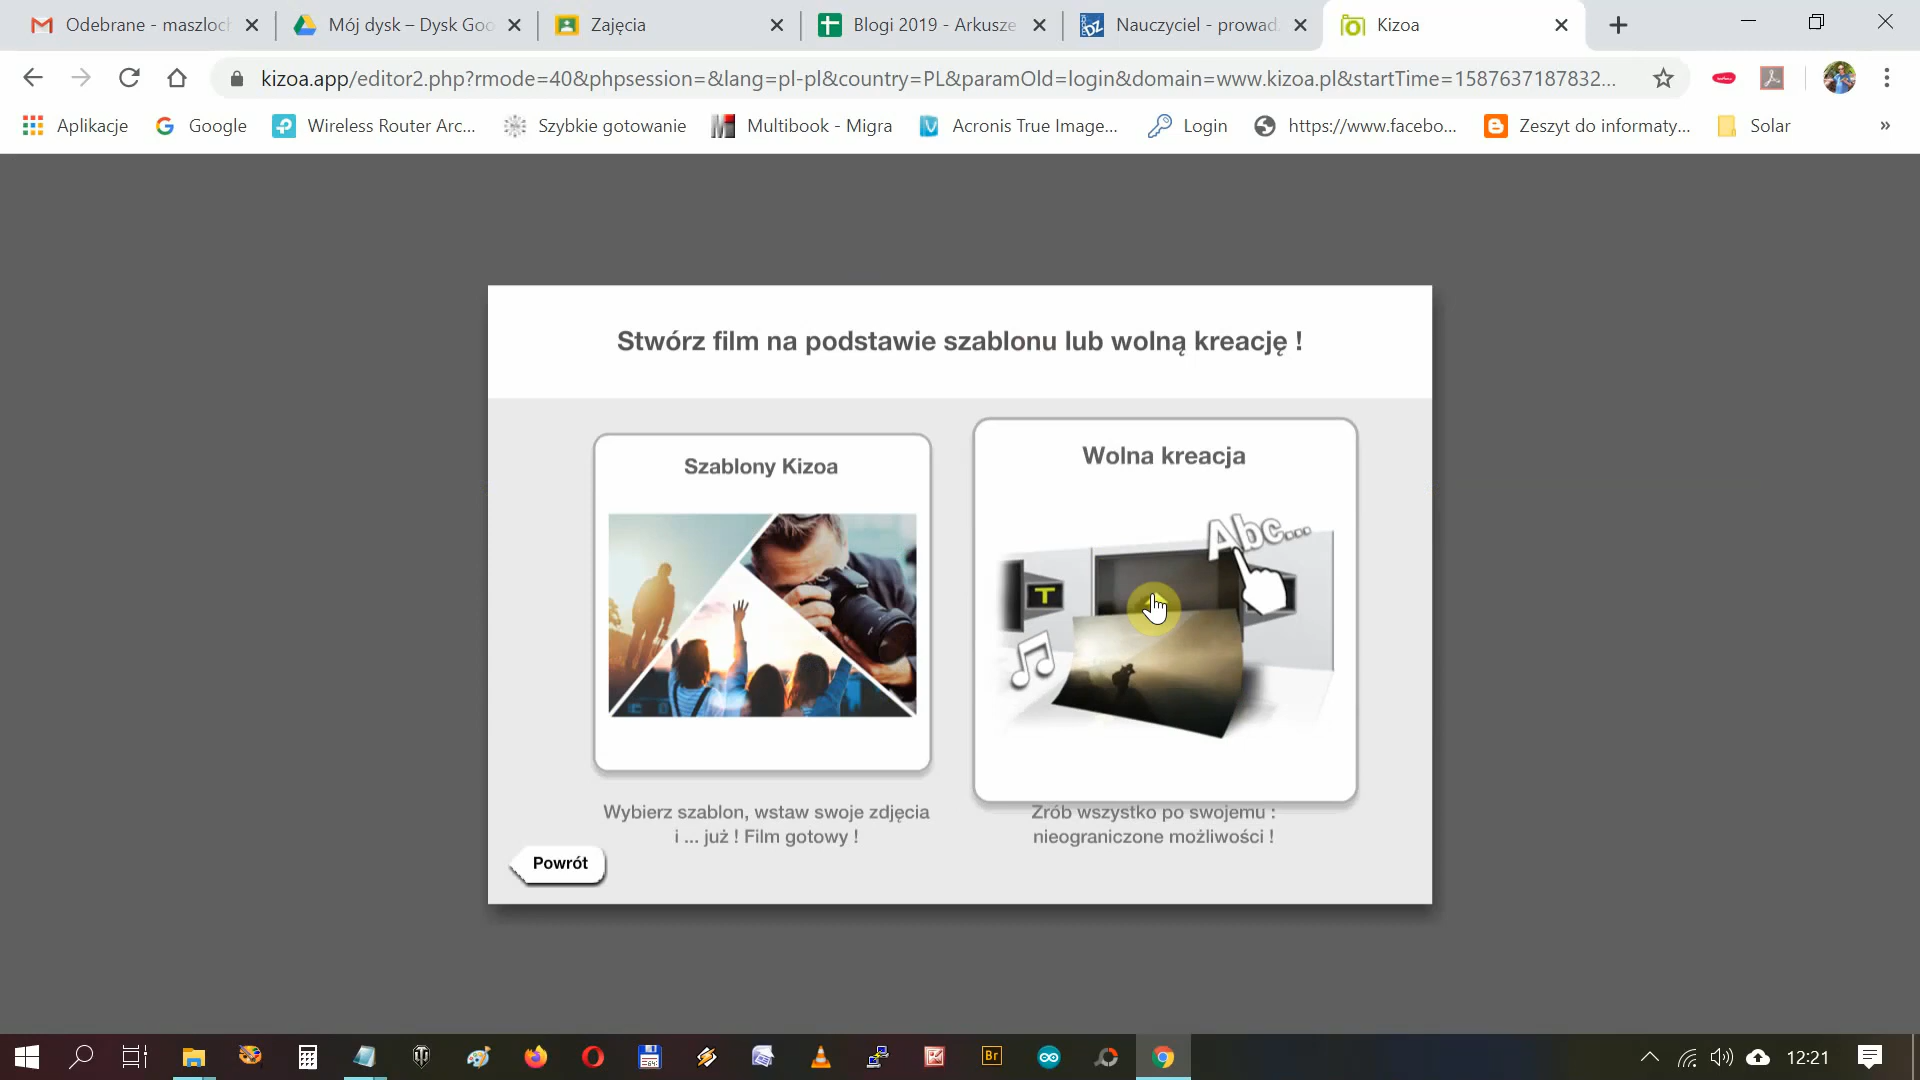 Odebrane - maszloch
Mój dysk – Dysk Goo
Zajęcia
Blogi 2019 - Arkusze
Nauczyciel - prowad
Kizoa
kizoa.app/editor2.php?rmode=40&phpsession=&lang=pl-pl&country=PL&paramOld=login&domain=www.kizoa.pl&startTime=1587637187832...
Aplikacje
Google
Wireless Router Arc...
Szybkie gotowanie
Multibook - Migra
Acronis True Image...
Login
https://www.facebo...
Zeszyt do informaty...
Solar
»
Stwórz film na podstawie szablonu lub wolną kreację !
Szablony Kizoa
Wolna kreacja
Abc...
T
Wybierz szablon, wstaw swoje zdjęcia
i ... już ! Film gotowy !
Zrób wszystko po swojemu :
nieograniczone możliwości !
Powrót
Br
12:21